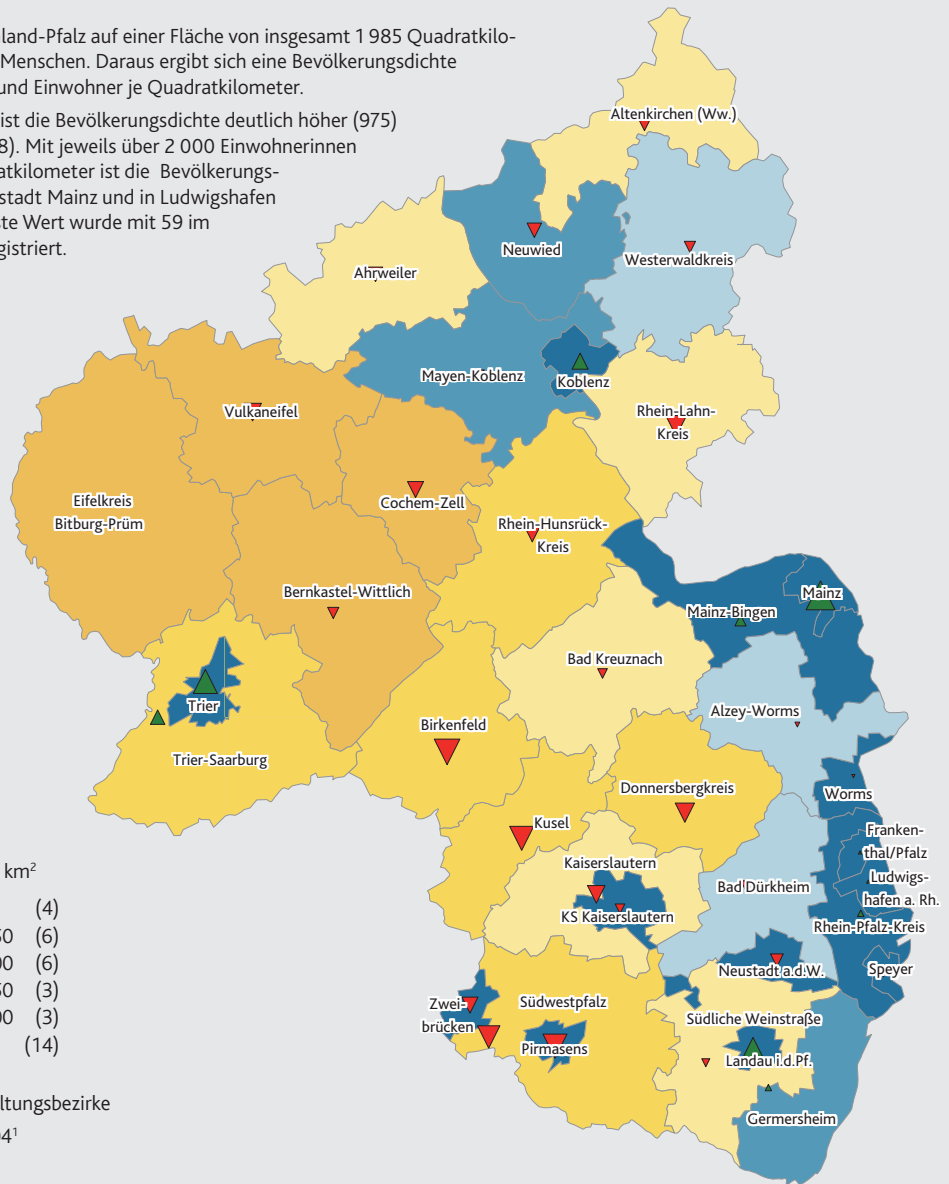 land-Pfalz auf einer Fläche von insgesamt 1 985 Quadratkilo-
Menschen. Daraus ergibt sich eine Bevölkerungsdichte
und Einwohner je Quadratkilometer.
ist die Bevölkerungsdichte deutlich höher (975)
8). Mit jeweils über 2 000 Einwohnerinnen
atkilometer ist die Bevölkerungs-
stadt Mainz und in Ludwigshafen
ste Wert wurde mit 59 im
gistriert.
Altenkirchen (Ww.)
Neuwied
Westerwaldkreis
Ahrweiler
Mayen-Koblenz
Koblenz
Vulkaneifel
Rhein-Lahn-
Kreis
Eifelkreis
Bitburg-Prüm
Cochem-Zell
Rhein-Hunsrück-
Kreis
Bernkastel-Wittlich
Mainz
Mainz-Bingen
Bad Kreuznach
Trier
Alzey-Worms
Birkenfeld
Trier-Saarburg
Donnersbergkreis
Worms
Kusel
Franken-
thal/Pfalz
Kaiserslautern
Ludwigs-
hafen a. Rh.
Bad Dürkheim
KS Kaiserslautern
Rhein-Pfalz-Kreis
Neustadt a.d.W.
Speyer
Zwei-
brücken
Südwestpfalz
Südliche Weinstraße
Pirmasens
Landau i.d.Pf.
Germersheim
km²
(4)
50 (6)
00 (6)
50 (3)
00 (3)
(14)
ltungsbezirke
04¹